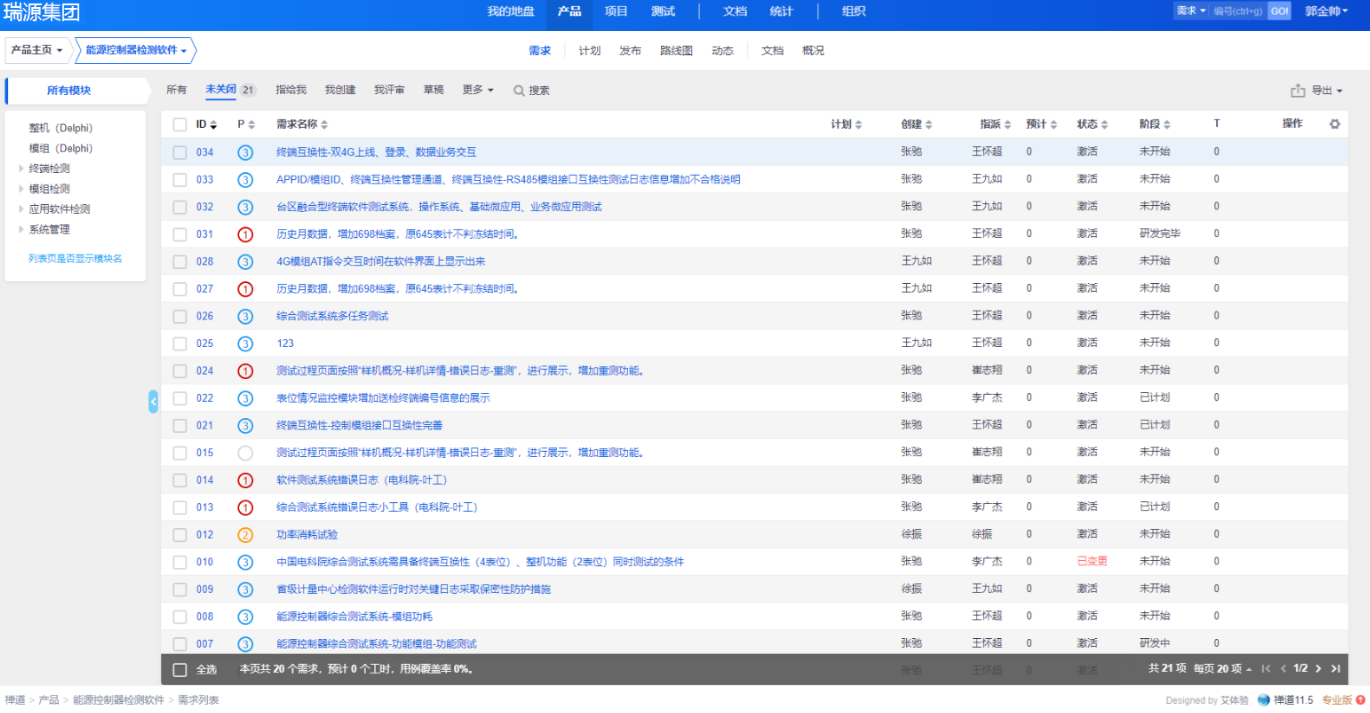 瑞源集团
我的地盘 产品 项目 测试 文档 统计 组织
需求 编号(ctrl+g) GO! 郭金帅
产品主页 能源控制器检测软件
需求 计划 发布 路线图 动态 文档 概况
所有模块
整机（Delphi）
模组（Delphi）
终端检测
模组检测
应用软件检测
系统管理
列表页是否显示模块名
所有 未关闭 21 指给我 我创建 我评审 草稿 更多 搜索 导出
ID P 需求名称 计划 创建 指派 预计 状态 阶段 T 操作
034 3 终端互换性-双4G上线、登录、数据业务交互 张弛 王怀超 0 激活 未开始 0
033 3 APPID/模组ID、终端互换性管理通道、终端互换性-RS485模组接口互换性测试日志信息增加不合格说明 张弛 王九如 0 激活 未开始 0
032 3 台区融合型终端软件测试系统，操作系统、基础微应用、业务微应用测试 张弛 王九如 0 激活 未开始 0
031 1 历史月数据，增加698档案，原645表计不判冻结时间。 张弛 王怀超 0 激活 研发完毕 0
028 3 4G模组AT指令交互时间在软件界面上显示出来 王九如 王怀超 0 激活 未开始 0
027 1 历史月数据，增加698档案，原645表计不判冻结时间。 王九如 王怀超 0 激活 未开始 0
026 3 综合测试系统多任务测试 张弛 王怀超 0 激活 未开始 0
025 3 123 王九如 王怀超 0 激活 未开始 0
024 1 测试过程页面按照“样机概况-样机详情-错误日志-重测”，进行展示，增加重测功能。 张弛 崔志翔 0 激活 未开始 0
022 3 表位情况监控模块增加送检终端编号信息的展示 张弛 李广杰 0 激活 已计划 0
021 3 终端互换性-控制模组接口互换性完善 张弛 王怀超 0 激活 已计划 0
015 测试过程页面按照“样机概况-样机详情-错误日志-重测”，进行展示，增加重测功能。 张弛 崔志翔 0 激活 未开始 0
014 1 软件测试系统错误日志（电科院-叶工） 张弛 崔志翔 0 激活 未开始 0
013 1 综合测试系统错误日志小工具（电科院-叶工） 张弛 李广杰 0 激活 已计划 0
012 2 功率消耗试验 徐振 徐振 0 激活 未开始 0
010 3 中国电科院综合测试系统需具备终端互换性（4表位）、整机功能（2表位）同时测试的条件 张弛 李广杰 0 已变更 未开始 0
009 3 省级计量中心检测软件运行时对关键日志采取保密性防护措施 徐振 王九如 0 激活 未开始 0
008 3 能源控制器综合测试系统-模组功耗 张弛 王怀超 0 激活 未开始 0
007 3 能源控制器综合测试系统-功能模组-功能测试 张弛 王怀超 0 激活 研发中 0
全选 本页共 20 个需求，预计 0 个工时，用例覆盖率 0%。 张弛 王怀超 0 激活 共 21 项 每页 20 项 1/2
禅道 > 产品 > 能源控制器检测软件 > 需求列表 Designed by 艾体验 禅道11.5 专业版